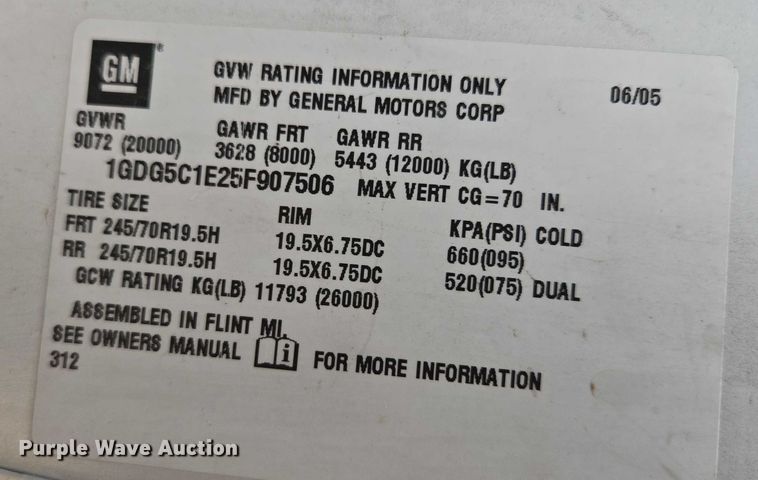 GM®
GVW RATING INFORMATION ONLY
MFD BY GENERAL MOTORS CORP
06/05
GVWR GAWR FRT GAWR RR
9072 (20000) 3628 (8000) 5443 (12000) KG(LB)
1GDG5C1E25F907506 MAX VERT CG=70 IN.
TIRE SIZE RIM KPA(PSI) COLD
FRT 245/70R19.5H 19.5X6.75DC 660(095)
RR 245/70R19.5H 19.5X6.75DC 520(075) DUAL
GCW RATING KG(LB) 11793 (26000)
ASSEMBLED IN FLINT MI.
SEE OWNERS MANUAL i FOR MORE INFORMATION
312
Purple Wave Auction